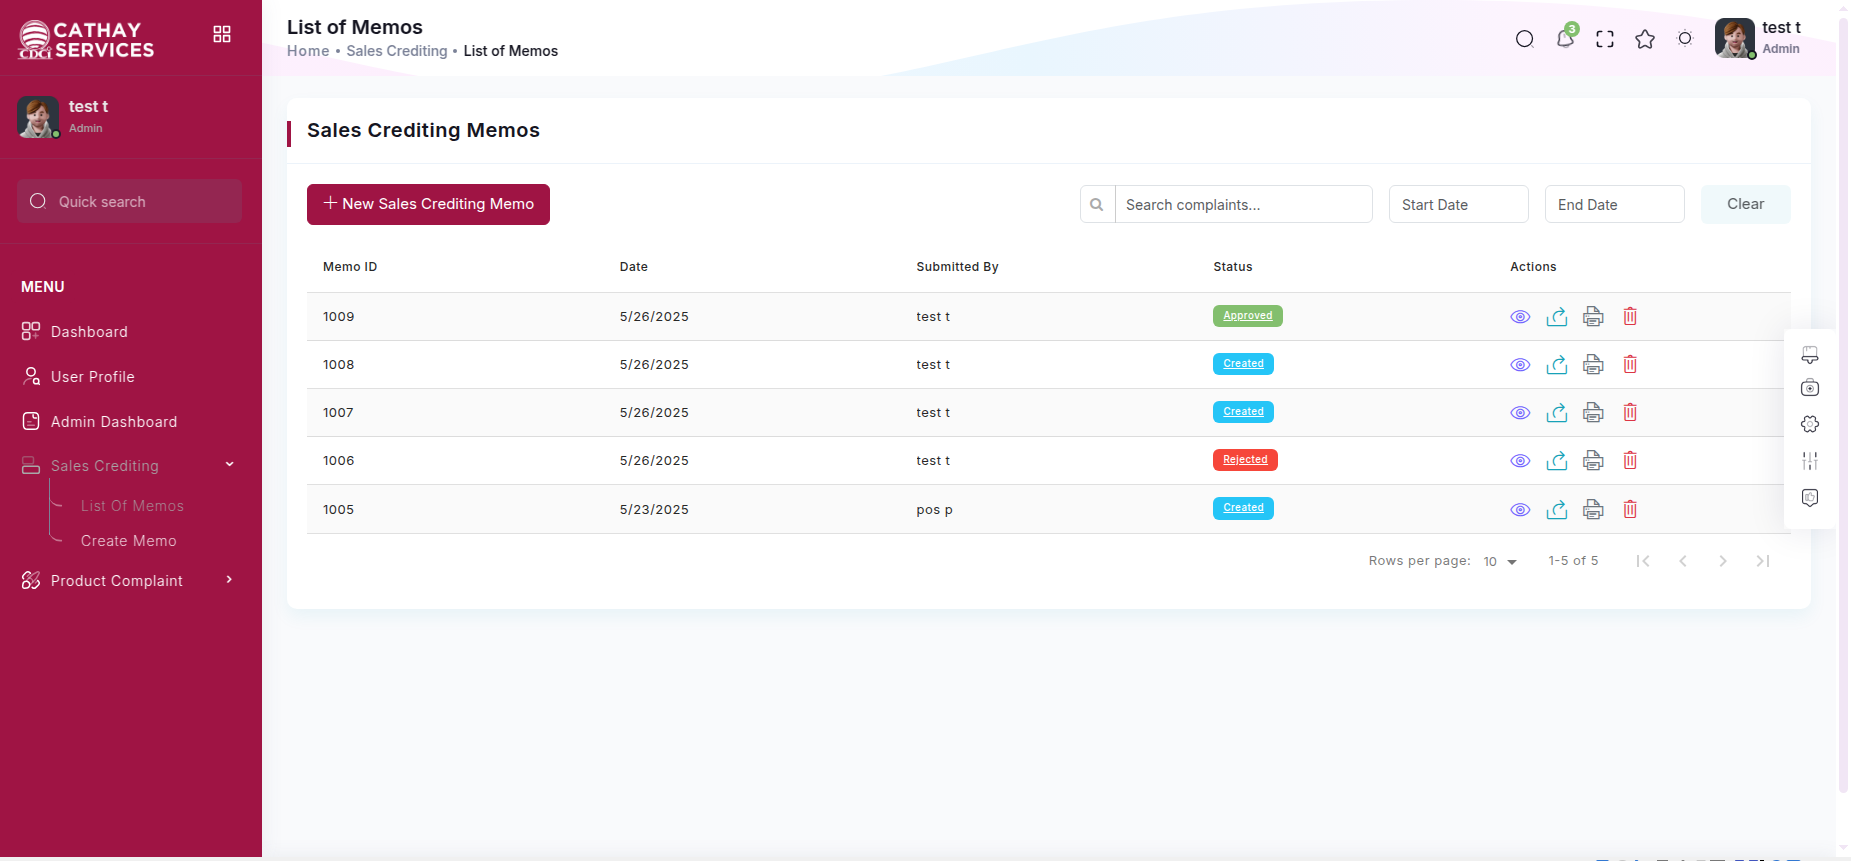 CATHAY
SERVICES
CDCi
test t
Admin
Quick search
MENU
Dashboard
User Profile
Admin Dashboard
Sales Crediting
List Of Memos
Create Memo
Product Complaint
List of Memos
Home • Sales Crediting • List of Memos
3
test t
Admin
Sales Crediting Memos
New Sales Crediting Memo
Search complaints...
Start Date
End Date
Clear
Memo ID Date Submitted By Status Actions
1009 5/26/2025 test t Approved
1008 5/26/2025 test t Created
1007 5/26/2025 test t Created
1006 5/26/2025 test t Rejected
1005 5/23/2025 pos p Created
Rows per page: 10 1-5 of 5